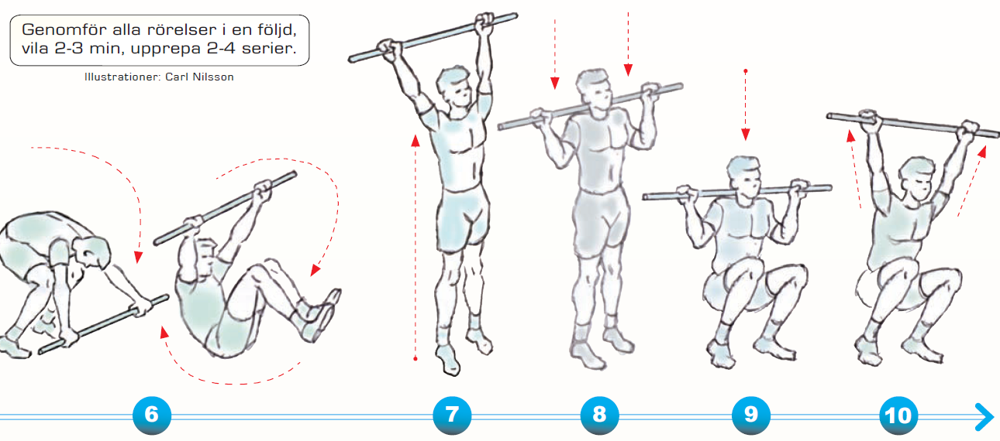 Genomför alla rörelser i en följd,
vila 2-3 min, upprepa 2-4 serier.
Illustrationer: Carl Nilsson
6
7
8
9
10